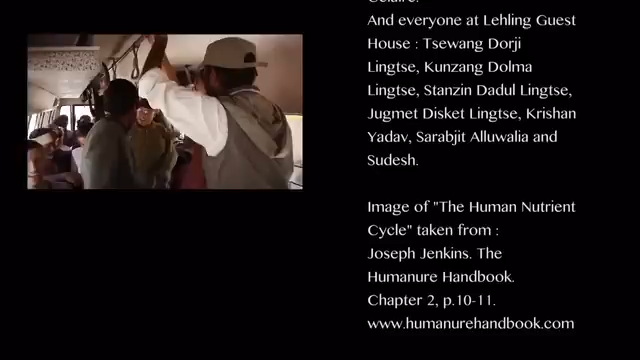 And everyone at Lehling Guest
House : Tsewang Dorji
Lingtse, Kunzang Dolma
Lingtse, Stanzin Dadul Lingtse,
Jugmet Disket Lingtse, Krishan
Yadav, Sarabjit Alluwalia and
Sudesh.
Image of "The Human Nutrient
Cycle" taken from :
Joseph Jenkins. The
Humanure Handbook.
Chapter 2, p.10-11.
www.humanurehandbook.com